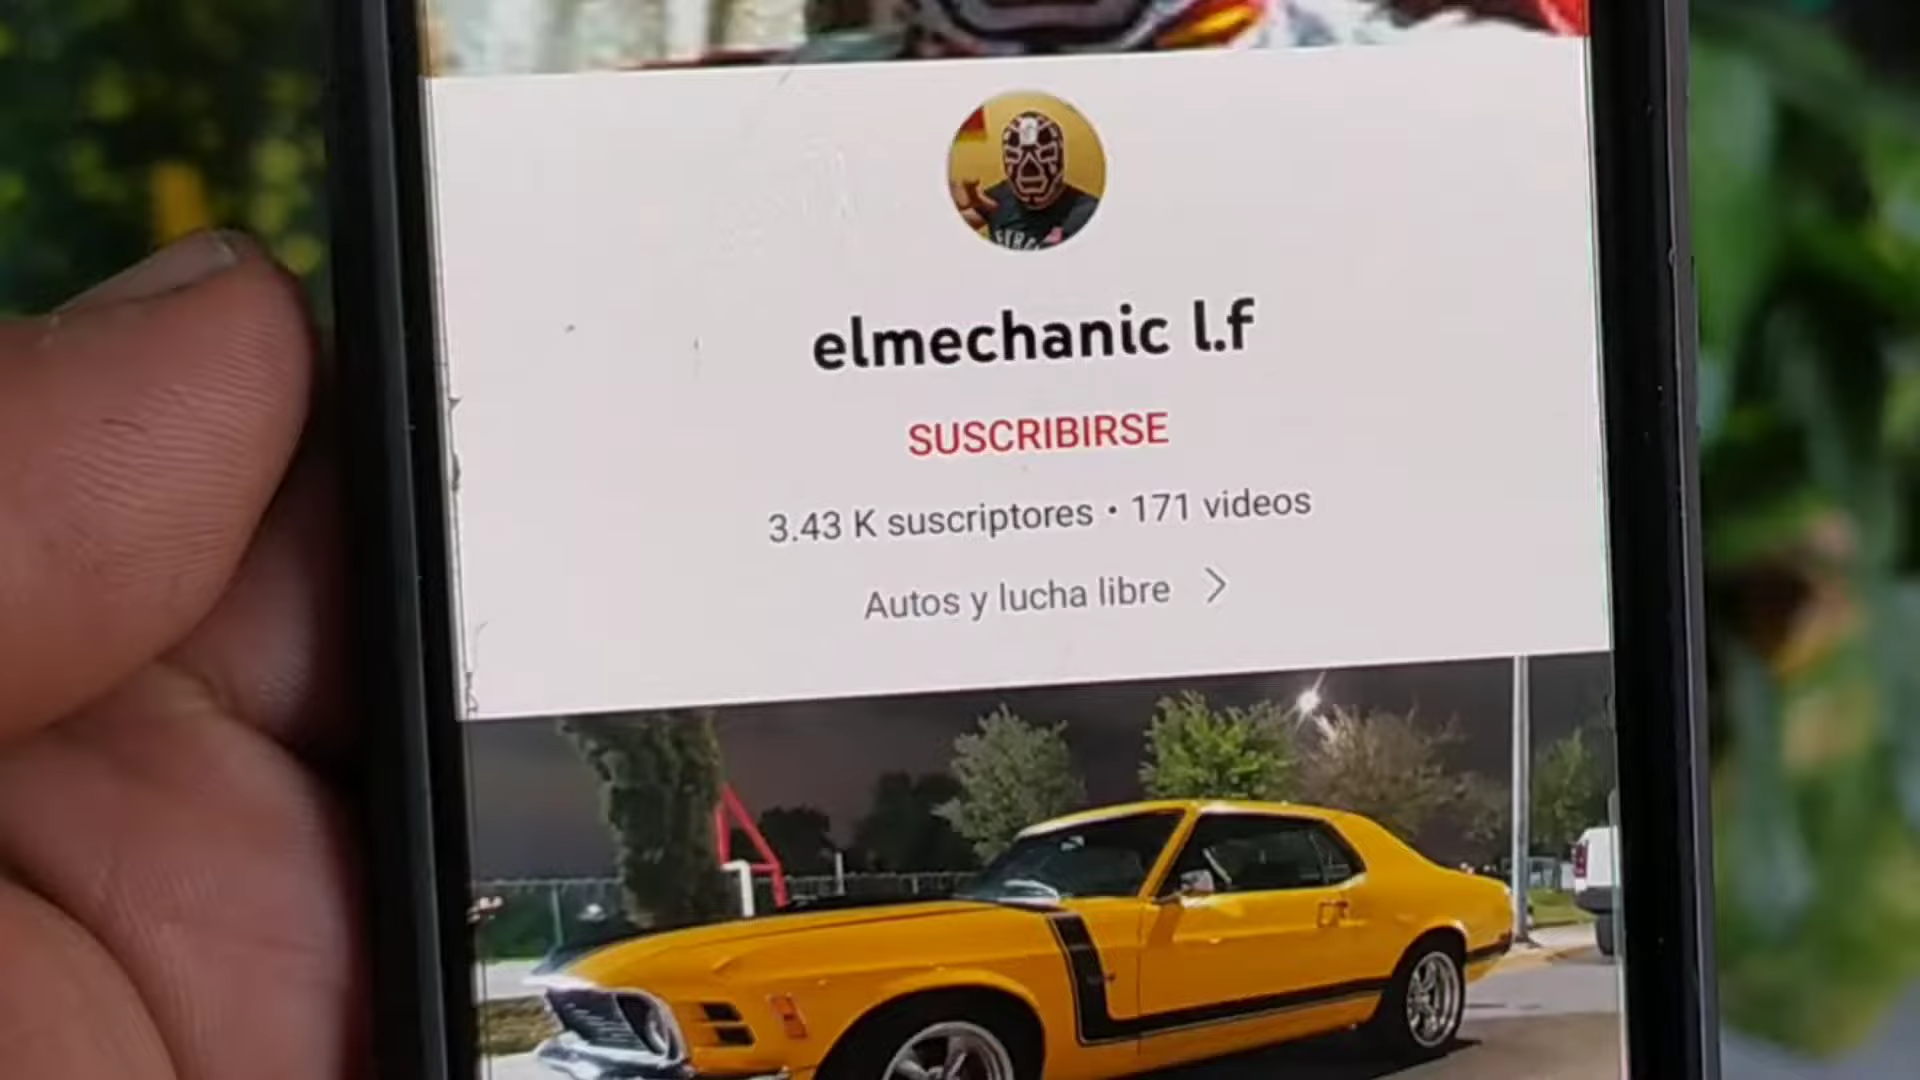 elmechanic l.f
SUSCRIBIRSE
3.43 K suscriptores • 171 videos
Autos y lucha libre